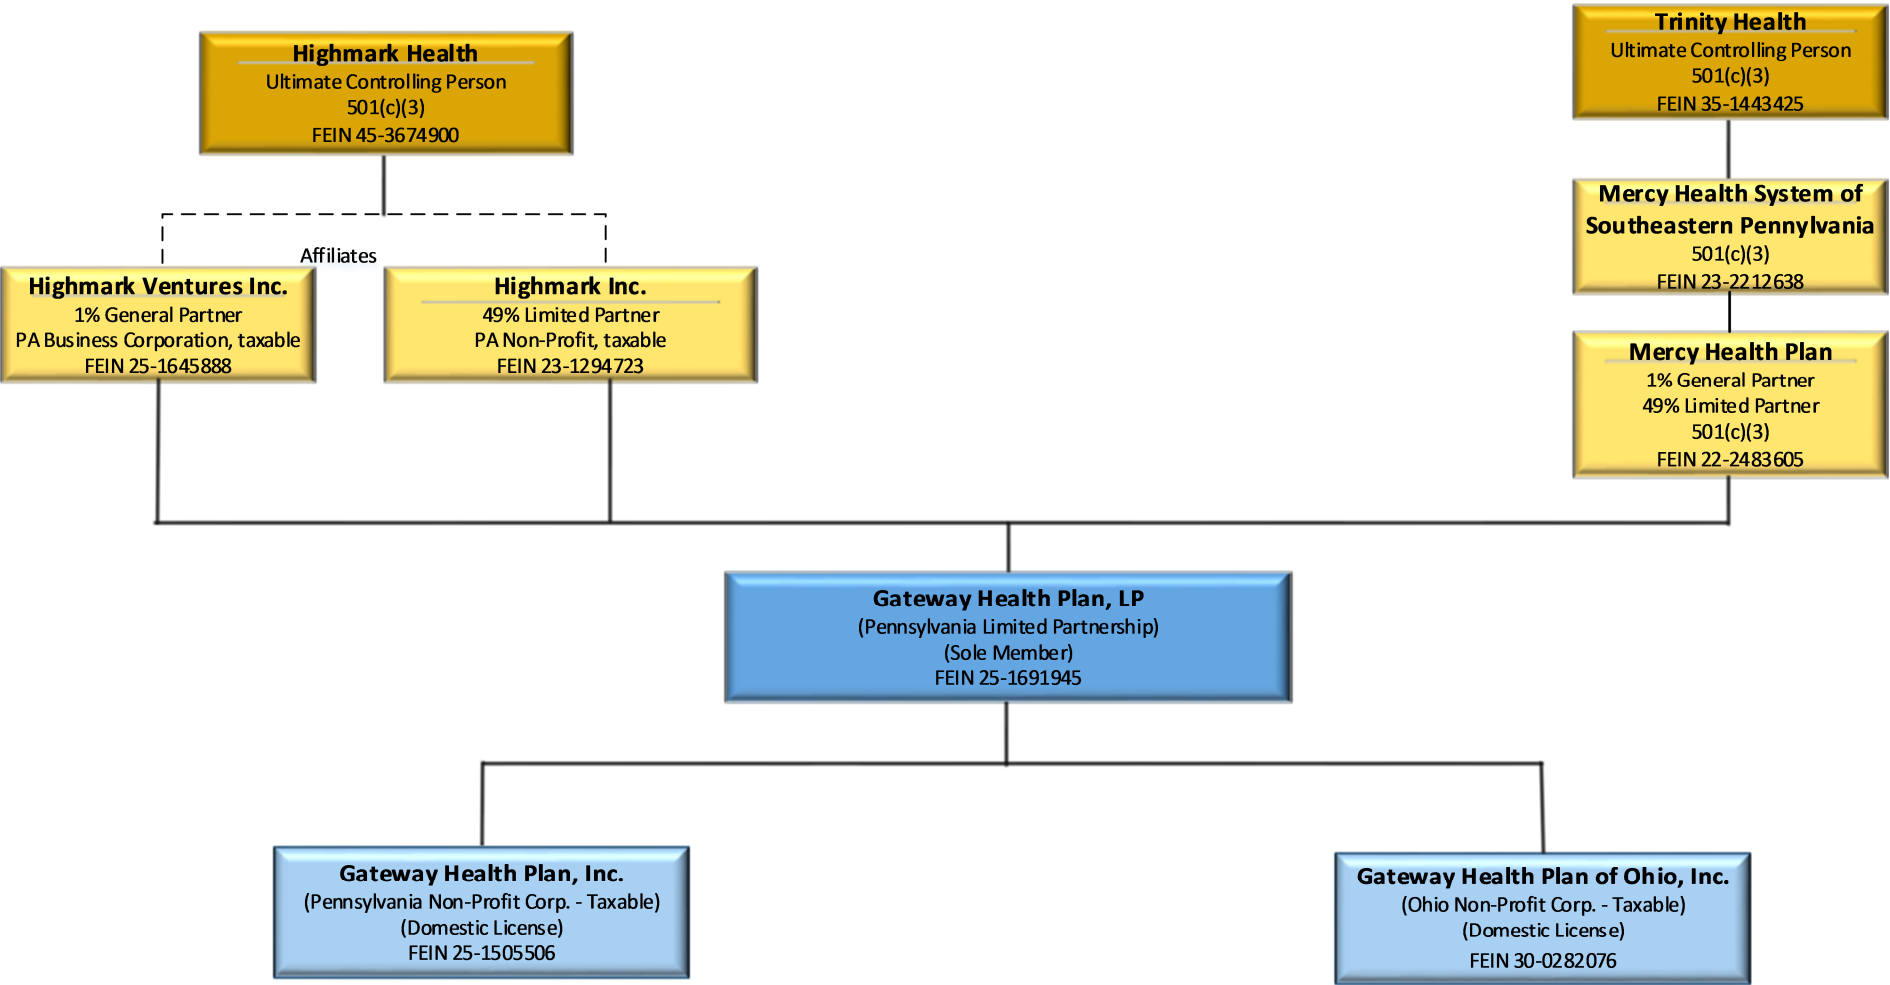 Highmark Health
Ultimate Controlling Person
501(c)(3)
FEIN 45-3674900
Trinity Health
Ultimate Controlling Person
501(c)(3)
FEIN 35-1443425
Affiliates
Highmark Ventures Inc.
1% General Partner
PA Business Corporation, taxable
FEIN 25-1645888
Highmark Inc.
49% Limited Partner
PA Non-Profit, taxable
FEIN 23-1294723
Mercy Health System of
Southeastern Pennylvania
501(c)(3)
FEIN 23-2212638
Mercy Health Plan
1% General Partner
49% Limited Partner
501(c)(3)
FEIN 22-2483605
Gateway Health Plan, LP
(Pennsylvania Limited Partnership)
(Sole Member)
FEIN 25-1691945
Gateway Health Plan, Inc.
(Pennsylvania Non-Profit Corp. - Taxable)
(Domestic License)
FEIN 25-1505506
Gateway Health Plan of Ohio, Inc.
(Ohio Non-Profit Corp. - Taxable)
(Domestic License)
FEIN 30-0282076